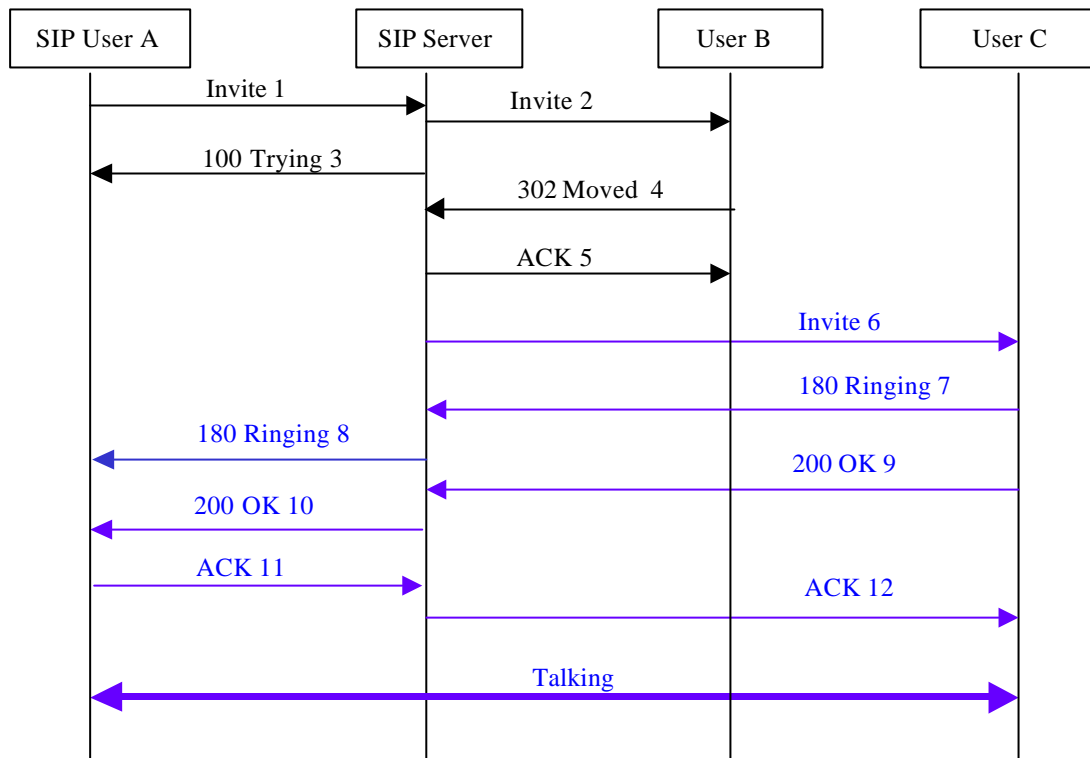 SIP User A
SIP Server
User B
User C
Invite 1
Invite 2
100 Trying 3
302 Moved 4
ACK 5
Invite 6
180 Ringing 7
180 Ringing 8
200 OK 9
200 OK 10
ACK 11
ACK 12
Talking